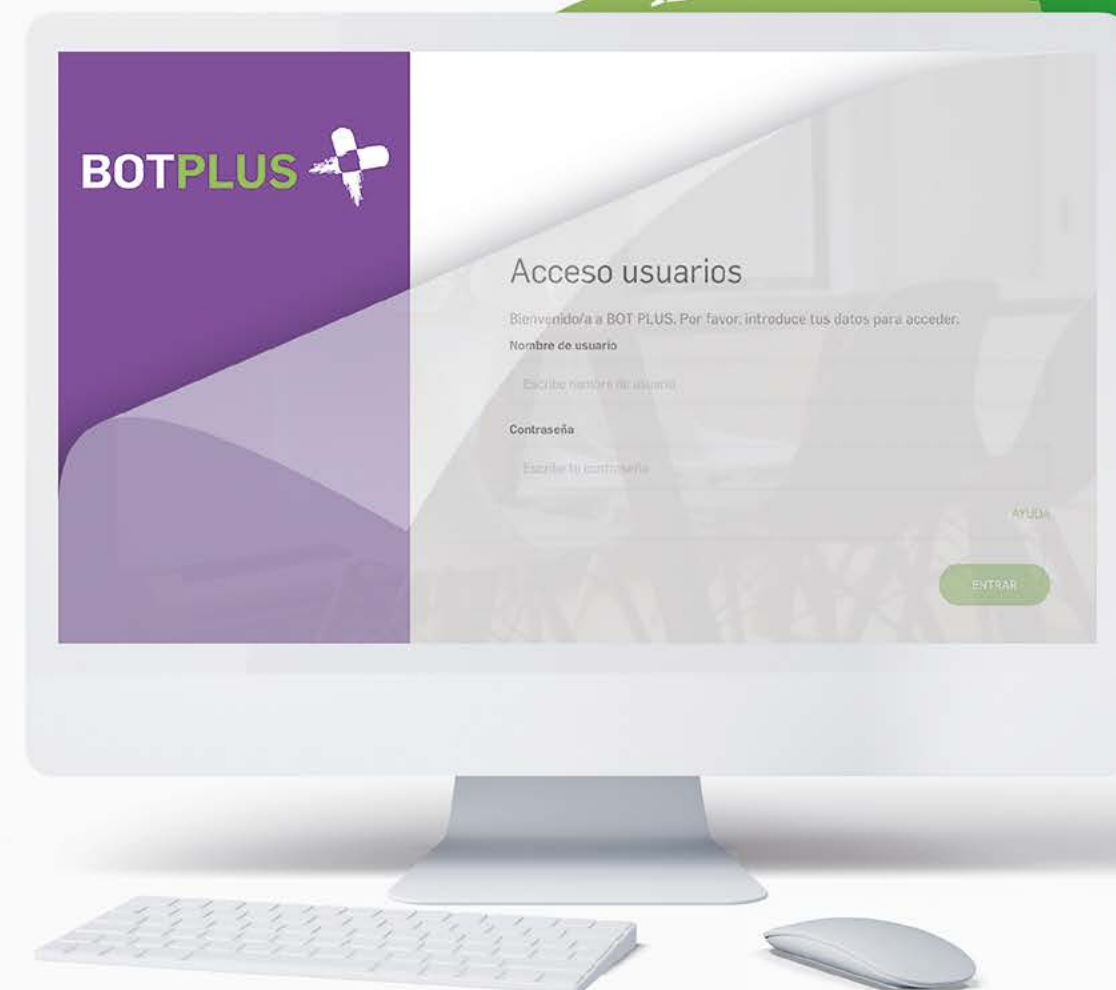 BOTPLUS
Acceso usuarios
Bienvenido/a a BOT PLUS. Por favor, introduce tus datos para acceder.
Nombre de usuario
Escribe nombre de usuario
Contraseña
Escribe tu contraseña
AYUDA
ENTRAR